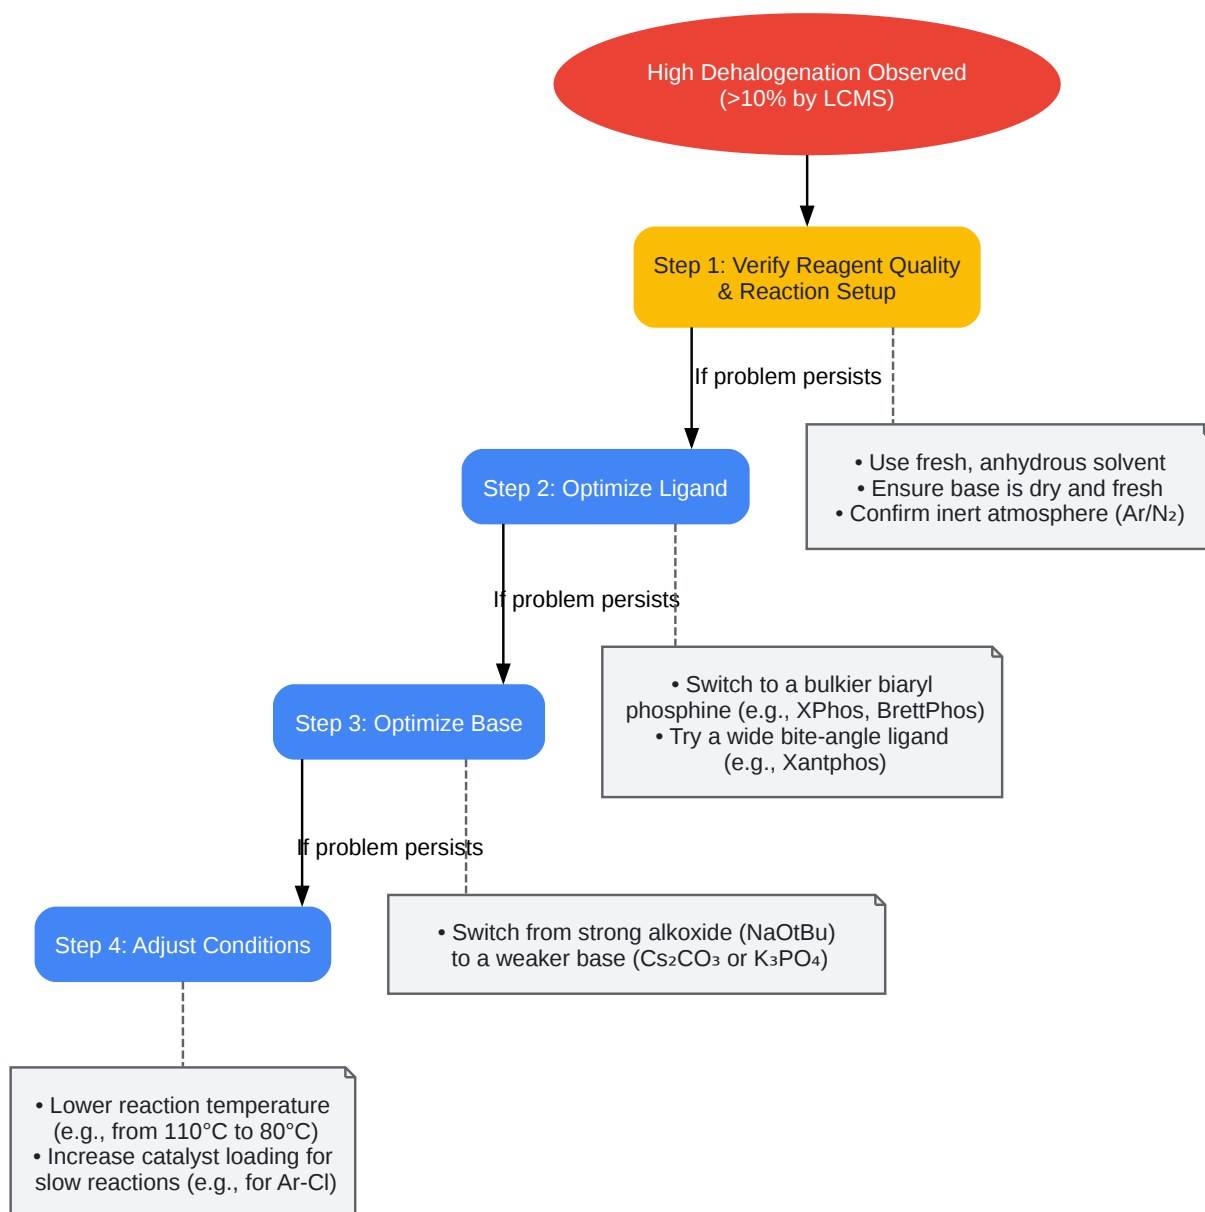 High Dehalogenation Observed
(>10% by LCMS)
Step 1: Verify Reagent Quality
& Reaction Setup
If problem persists
• Use fresh, anhydrous solvent
• Ensure base is dry and fresh
• Confirm inert atmosphere (Ar/N₂)
Step 2: Optimize Ligand
If problem persists
• Switch to a bulkier biaryl
phosphine (e.g., XPhos, BrettPhos)
• Try a wide bite-angle ligand
(e.g., Xantphos)
Step 3: Optimize Base
If problem persists
• Switch from strong alkoxide (NaOtBu)
to a weaker base (Cs₂CO₃ or K₃PO₄)
Step 4: Adjust Conditions
• Lower reaction temperature
(e.g., from 110°C to 80°C)
• Increase catalyst loading for
slow reactions (e.g., for Ar-Cl)